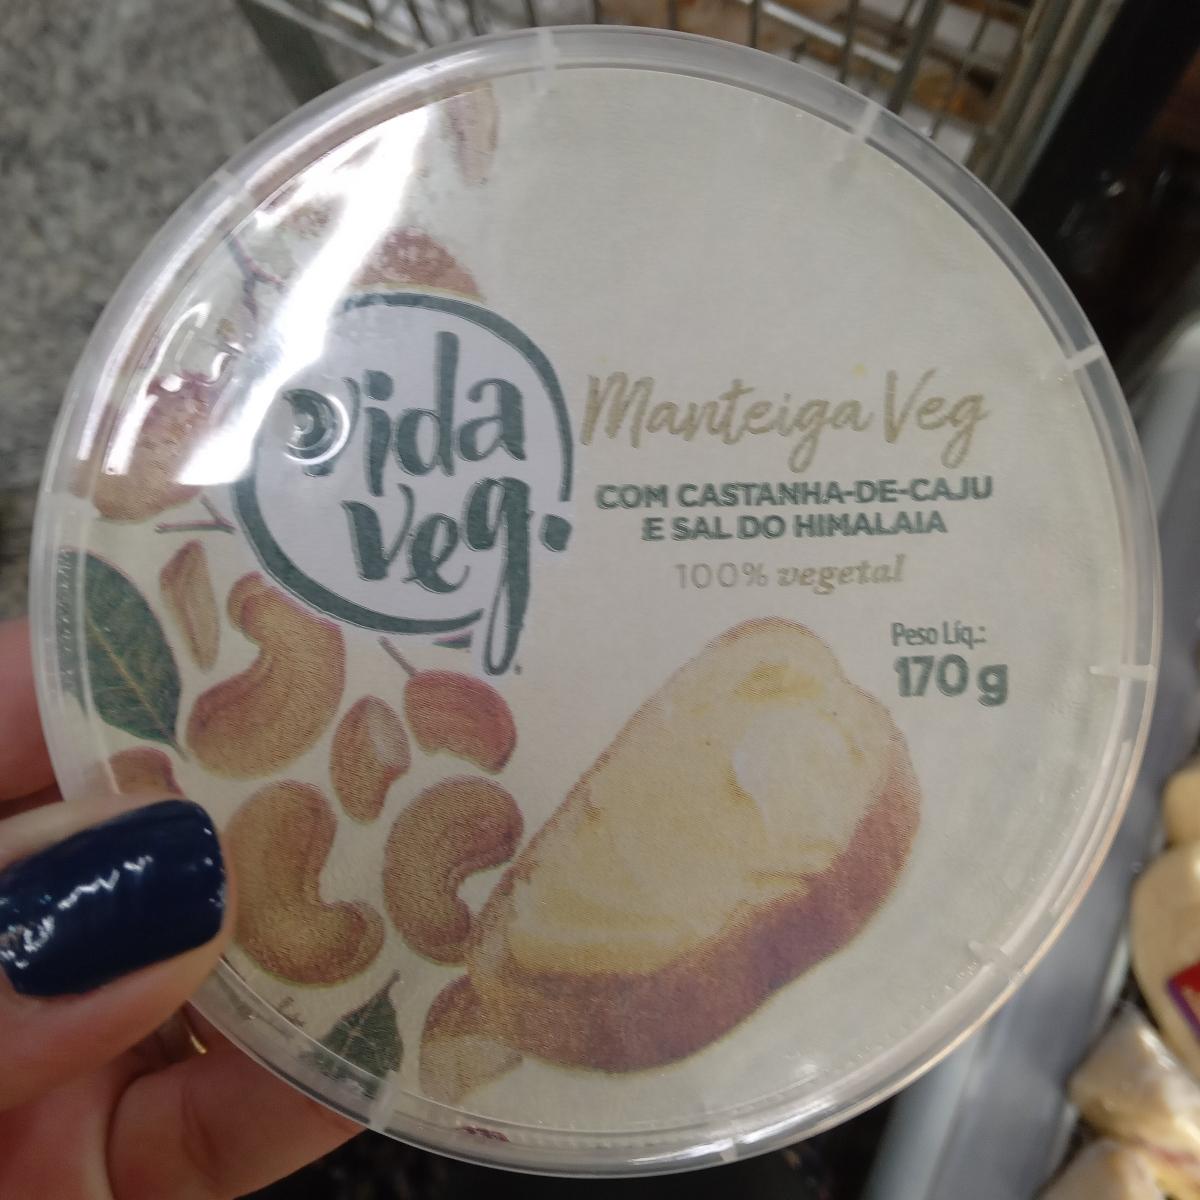 vida
veg.
Manteiga Veg
COM CASTANHA-DE-CAJU
E SAL DO HIMALAIA
100% vegetal
Peso Líq.:
170 g